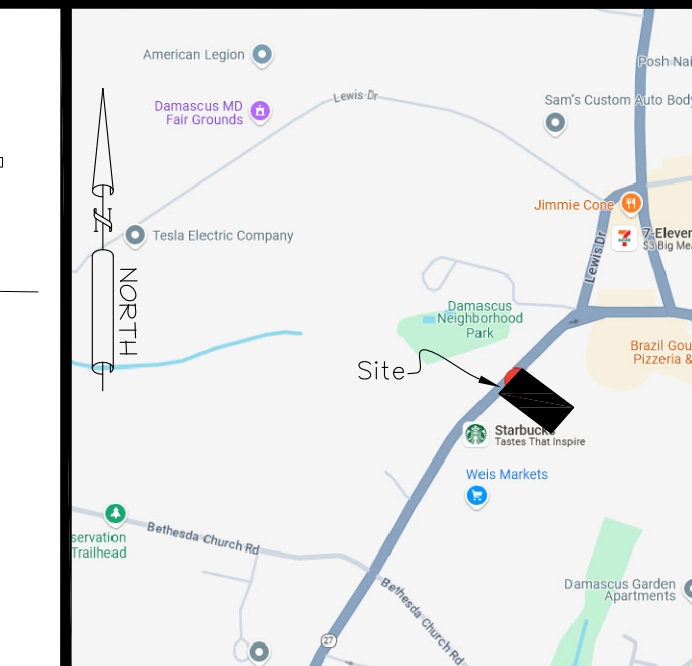 American Legion
Posh Nai
Lewis Dr
Sam's Custom Auto Body
Damascus MD
Fair Grounds
Jimmie Cone
7-Eleven
$3 Big Mea
Tesla Electric Company
Lewis Dr
NORTH
Damascus
Neighborhood
Park
Brazil Gou
Pizzeria &
Site
Starbucks
Tastes That Inspire
Weis Markets
servation
Trailhead
Bethesda Church Rd
Bethesda Church Rd
Damascus Garden
Apartments
27